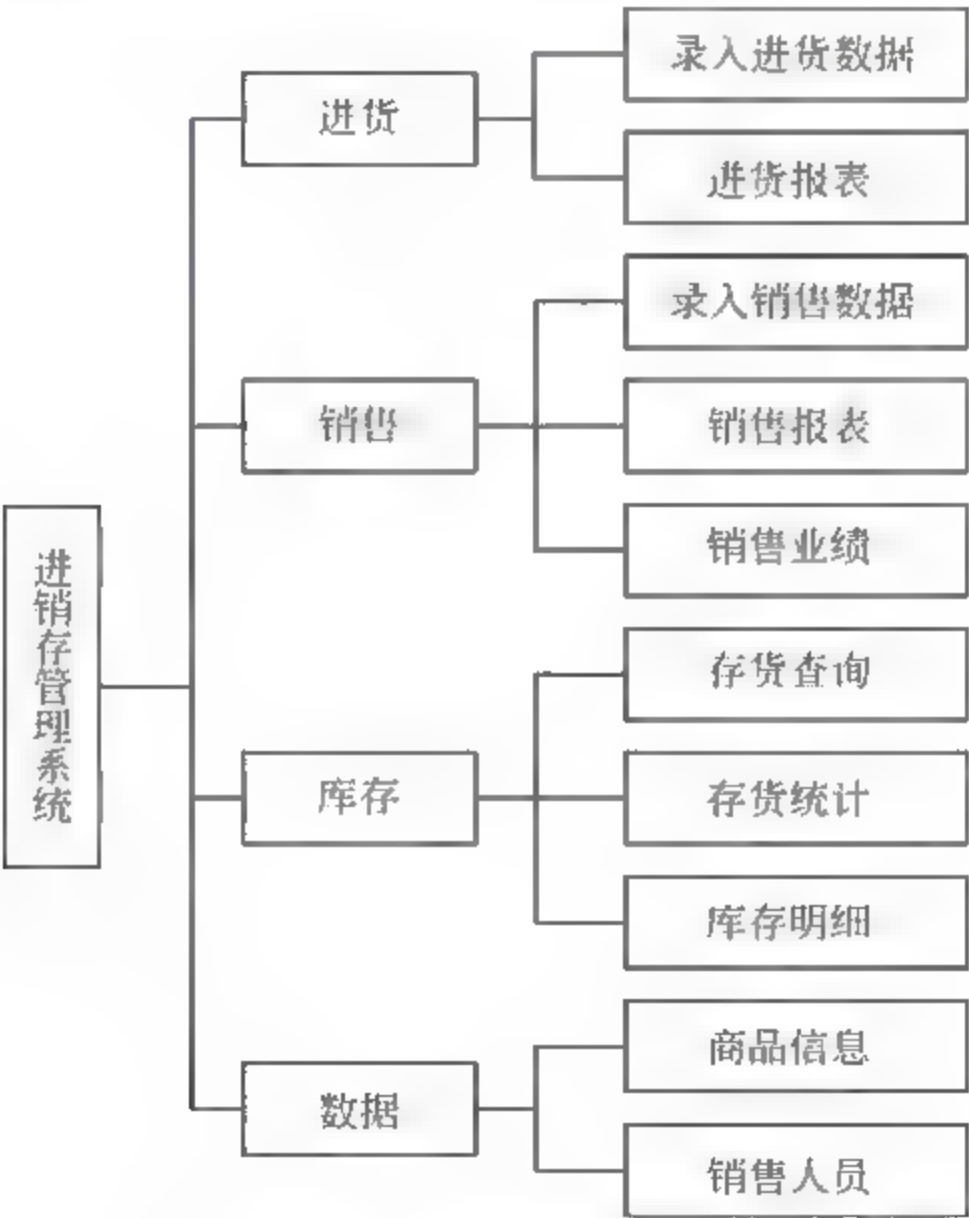 进销存管理系统
进货
录入进货数据
进货报表
销售
录入销售数据
销售报表
销售业绩
库存
存货查询
存货统计
库存明细
数据
商品信息
销售人员